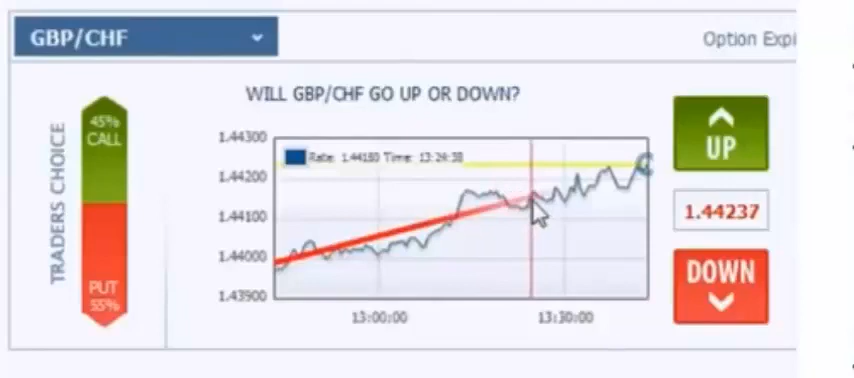 GBP/CHF
Option Expi
WILL GBP/CHF GO UP OR DOWN?
TRADERS CHOICE
45%
CALL
PUT
55%
1.44300
1.44200
1.44100
1.44000
1.43900
Rate: 1.44180 Time: 13:24:38
13:00:00
13:30:00
UP
1.44237
DOWN